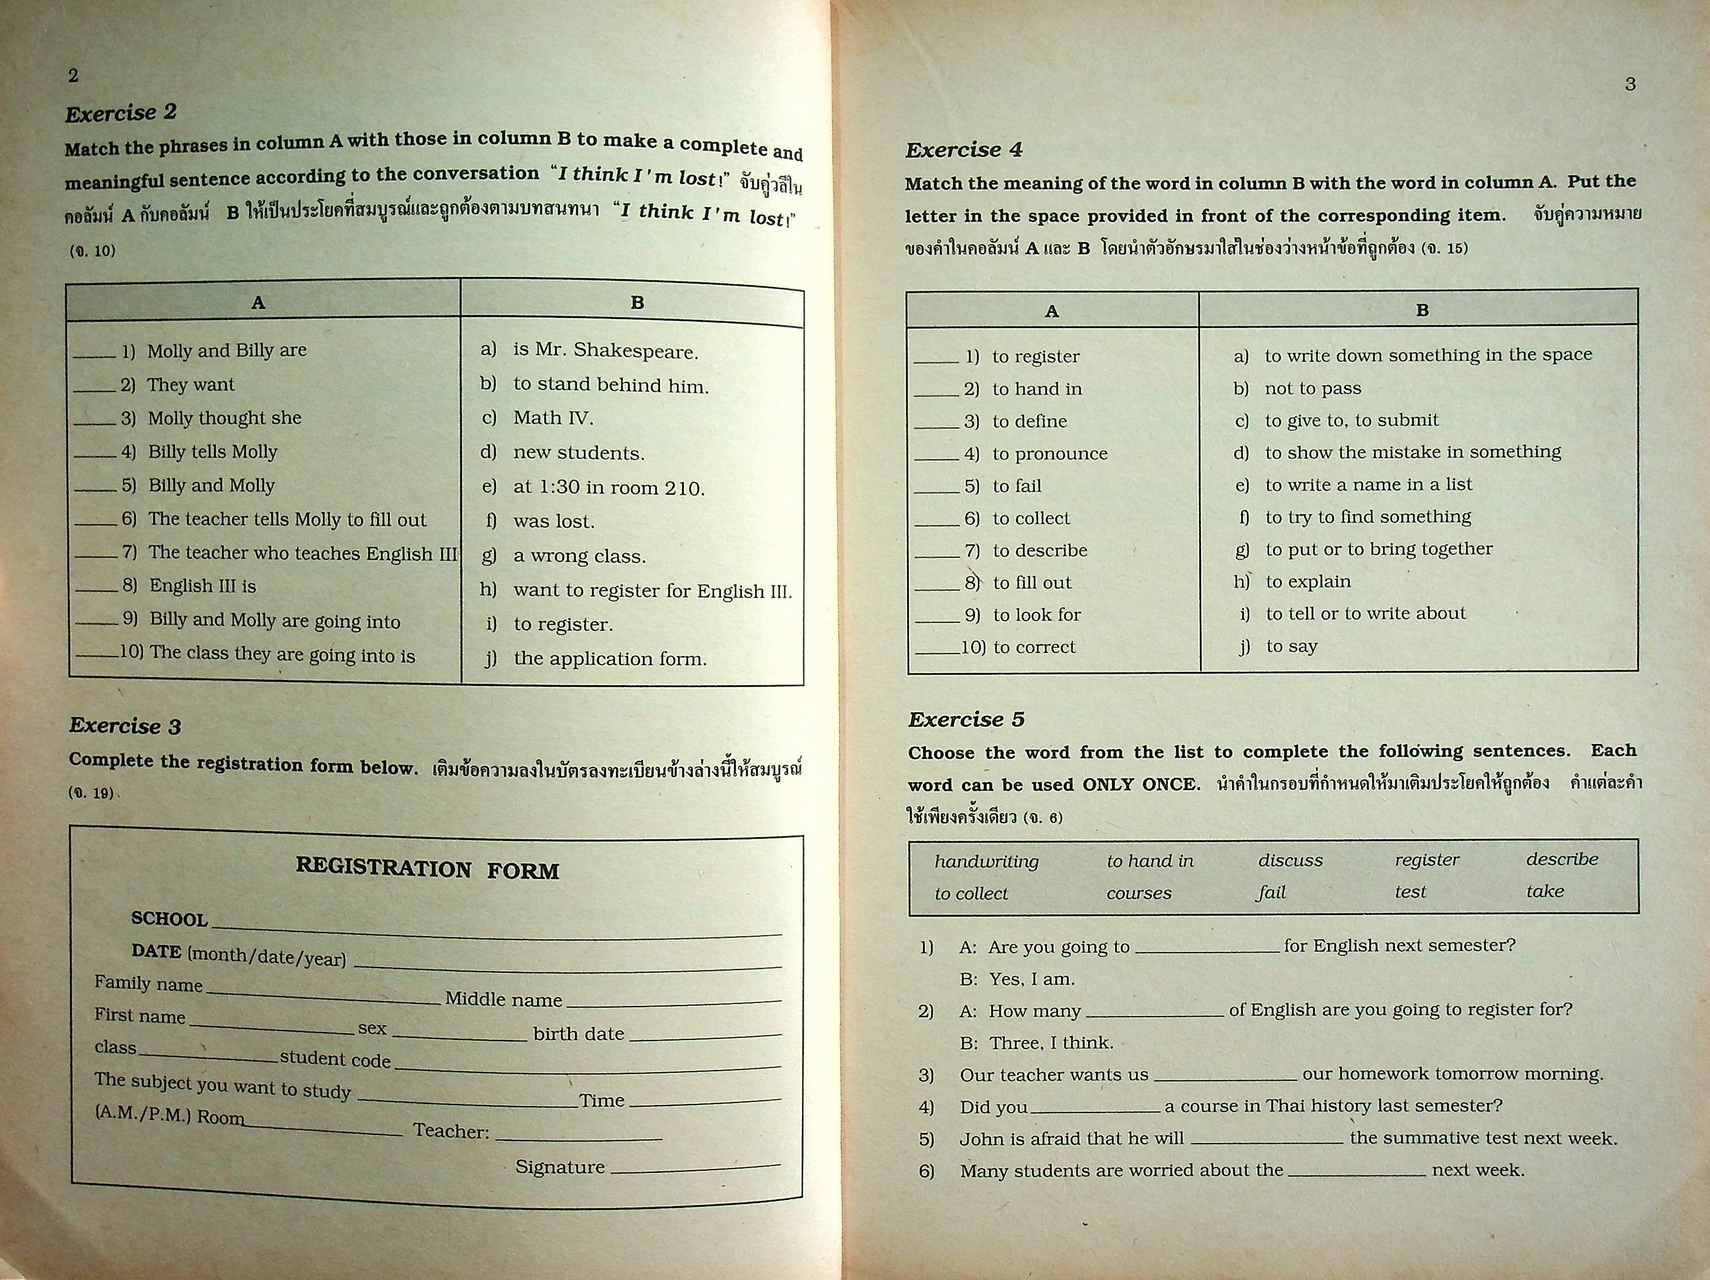 2
Exercise 2
Match the phrases in column A with those in column B to make a complete and
meaningful sentence according to the conversation "I think I'm lost!" จับคู่วลีใน
คอลัมน์ A กับคอลัมน์ B ให้เป็นประโยคที่สมบูรณ์และถูกต้องตามบทสนทนา "I think I'm lost!"
(จ. 10)
A B
____ 1) Molly and Billy are a) is Mr. Shakespeare.
____ 2) They want b) to stand behind him.
____ 3) Molly thought she c) Math IV.
____ 4) Billy tells Molly d) new students.
____ 5) Billy and Molly e) at 1:30 in room 210.
____ 6) The teacher tells Molly to fill out f) was lost.
____ 7) The teacher who teaches English III g) a wrong class.
____ 8) English III is h) want to register for English III.
____ 9) Billy and Molly are going into i) to register.
____10) The class they are going into is j) the application form.
Exercise 3
Complete the registration form below. เติมข้อความลงในบัตรลงทะเบียนข้างล่างนี้ให้สมบูรณ์
(จ. 19)
REGISTRATION FORM
SCHOOL ____
DATE (month/date/year) ____
Family name ____ Middle name ____
First name ____ sex ____ birth date ____
class ____ student code ____
The subject you want to study ____ Time ____
(A.M./P.M.) Room ____ Teacher: ____
Signature ____
3
Exercise 4
Match the meaning of the word in column B with the word in column A. Put the
letter in the space provided in front of the corresponding item. จับคู่ความหมาย
ของคำในคอลัมน์ A และ B โดยนำตัวอักษรมาใส่ในช่องว่างหน้าข้อที่ถูกต้อง (จ. 15)
A B
____ 1) to register a) to write down something in the space
____ 2) to hand in b) not to pass
____ 3) to define c) to give to, to submit
____ 4) to pronounce d) to show the mistake in something
____ 5) to fail e) to write a name in a list
____ 6) to collect f) to try to find something
____ 7) to describe g) to put or to bring together
____ 8) to fill out h) to explain
____ 9) to look for i) to tell or to write about
____10) to correct j) to say
Exercise 5
Choose the word from the list to complete the following sentences. Each
word can be used ONLY ONCE. นำคำในกรอบที่กำหนดให้มาเติมประโยคให้ถูกต้อง คำแต่ละคำ
ใช้เพียงครั้งเดียว (จ. 6)
handwriting to hand in discuss register describe
to collect courses fail test take
1) A: Are you going to ____ for English next semester?
B: Yes, I am.
2) A: How many ____ of English are you going to register for?
B: Three, I think.
3) Our teacher wants us ____ our homework tomorrow morning.
4) Did you ____ a course in Thai history last semester?
5) John is afraid that he will ____ the summative test next week.
6) Many students are worried about the ____ next week.